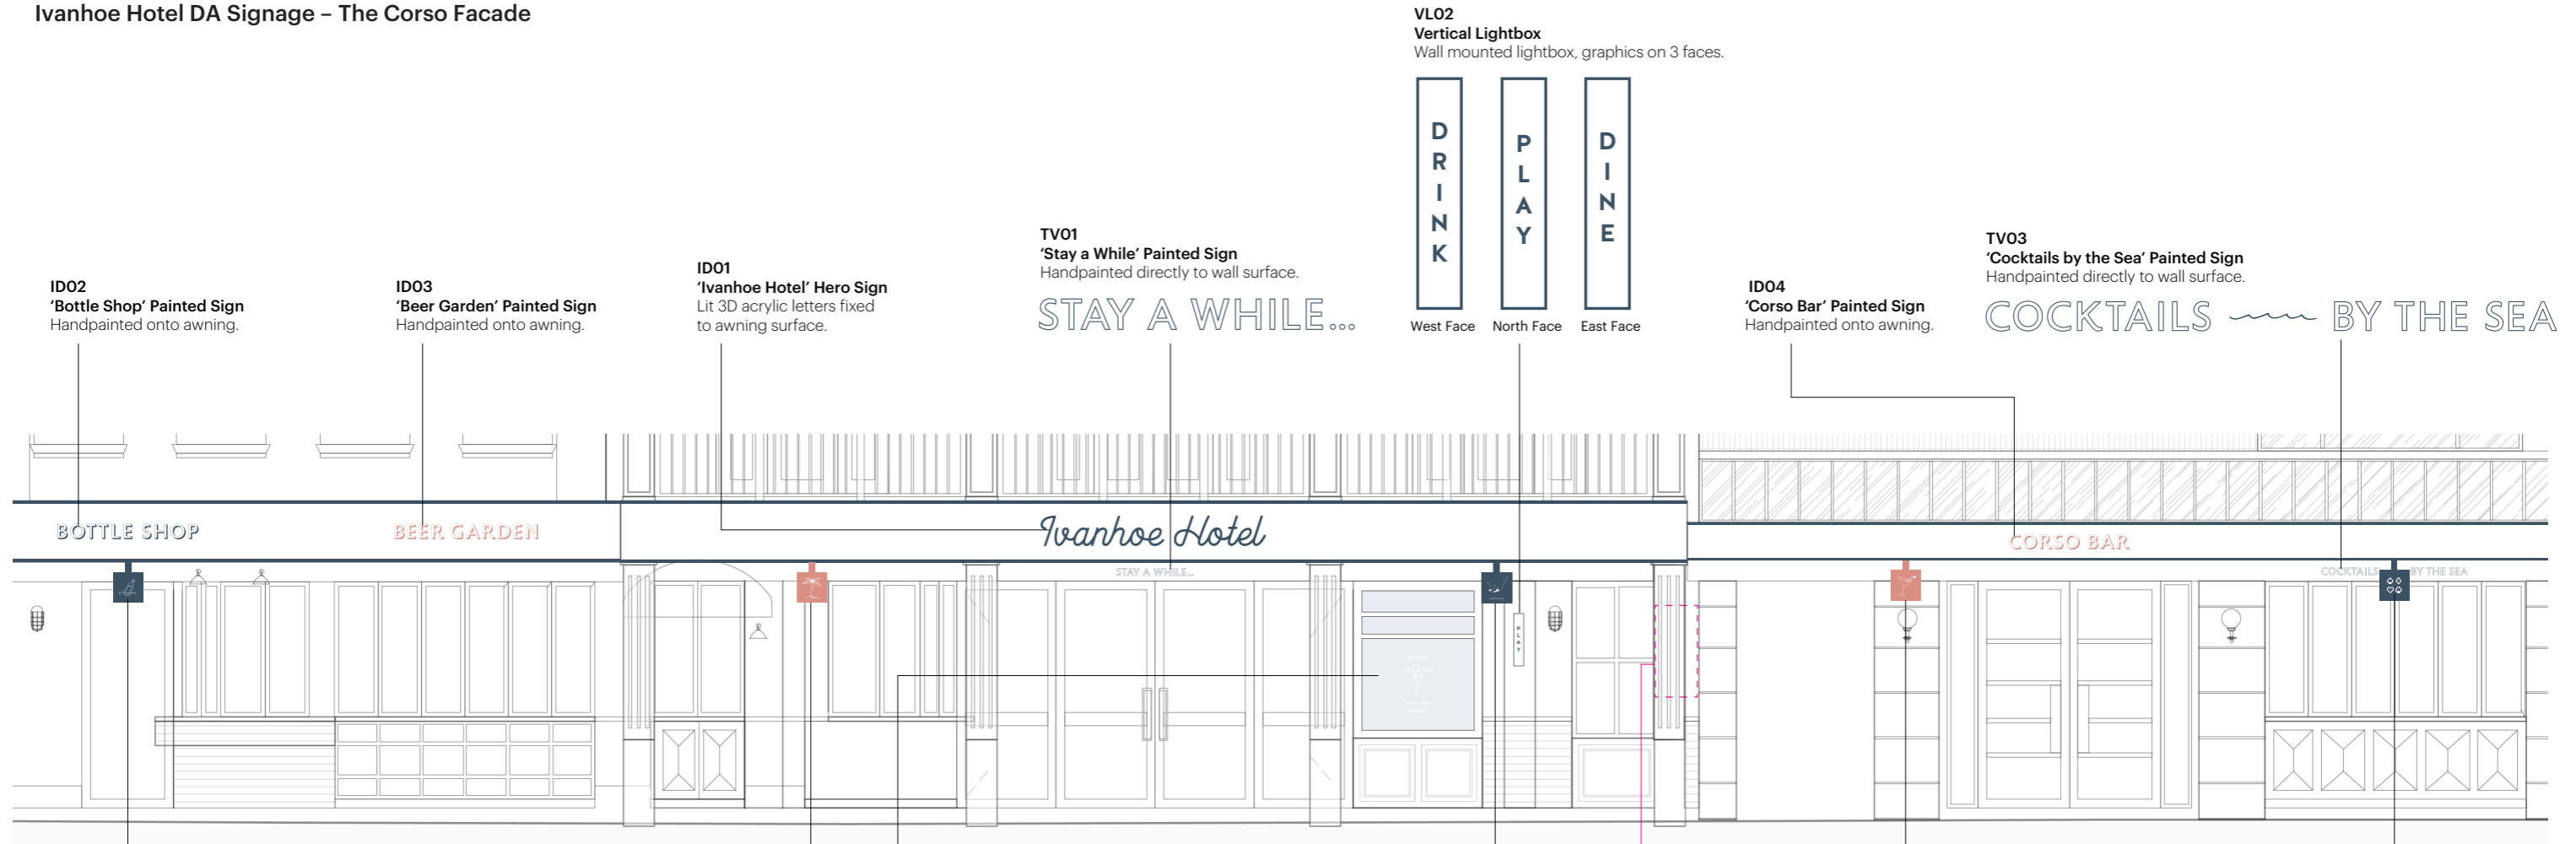 Ivanhoe Hotel DA Signage – The Corso Facade
VL02
Vertical Lightbox
Wall mounted lightbox, graphics on 3 faces.
DRINK
PLAY
DINE
West Face
North Face
East Face
ID02
‘Bottle Shop’ Painted Sign
Handpainted onto awning.
ID03
‘Beer Garden’ Painted Sign
Handpainted onto awning.
ID01
‘Ivanhoe Hotel’ Hero Sign
Lit 3D acrylic letters fixed
to awning surface.
TV01
‘Stay a While’ Painted Sign
Handpainted directly to wall surface.
STAY A WHILE...
ID04
‘Corso Bar’ Painted Sign
Handpainted onto awning.
TV03
‘Cocktails by the Sea’ Painted Sign
Handpainted directly to wall surface.
COCKTAILS BY THE SEA
BOTTLE SHOP
BEER GARDEN
Ivanhoe Hotel
CORSO BAR
STAY A WHILE...
COCKTAILS BY THE SEA
PLAY